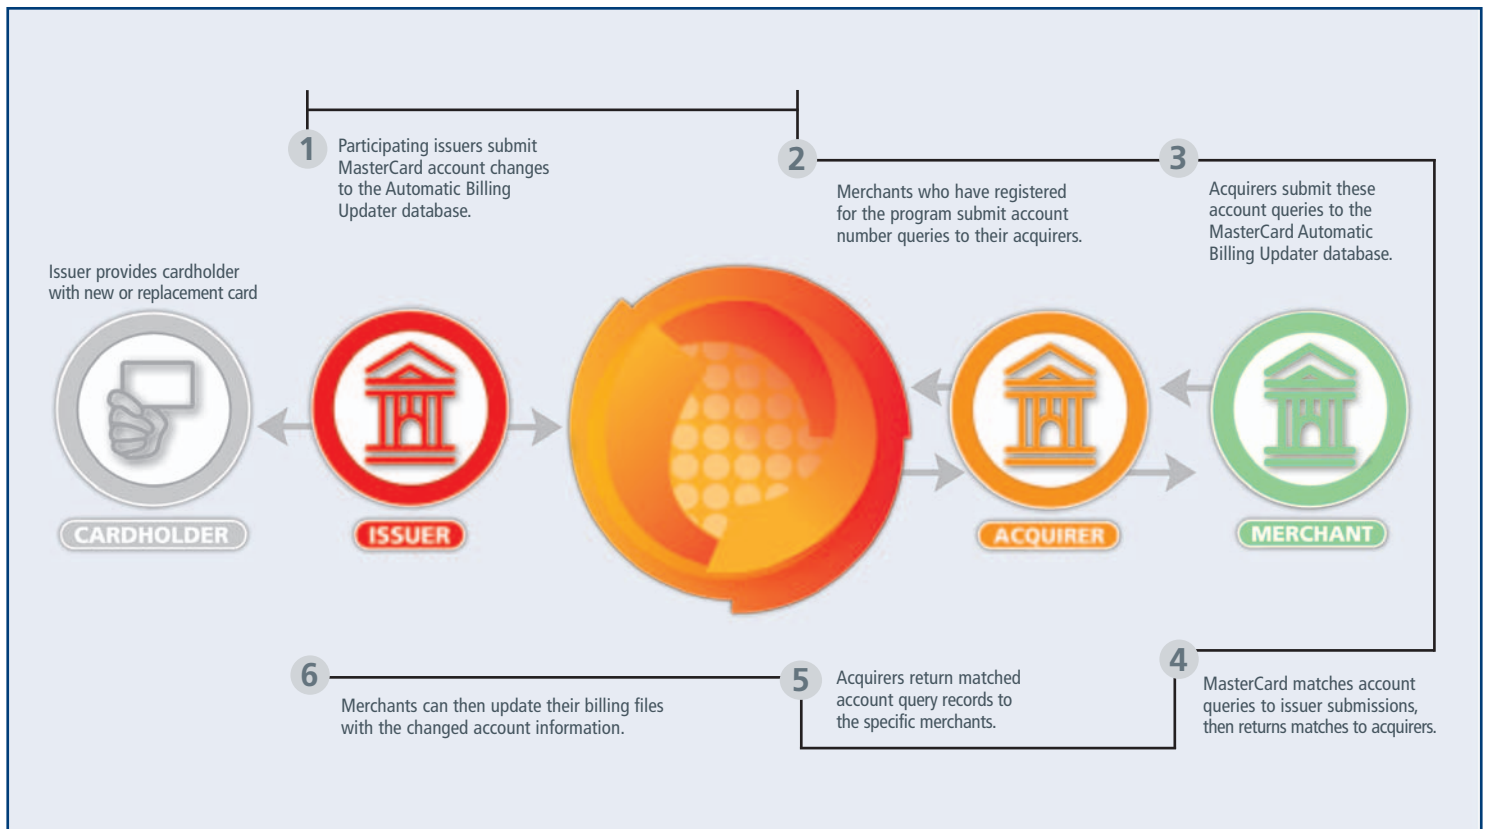 1
Participating issuers submit
MasterCard account changes
to the Automatic Billing
Updater database.
2
Merchants who have registered
for the program submit account
number queries to their acquirers.
3
Acquirers submit these
account queries to the
MasterCard Automatic
Billing Updater database.
Issuer provides cardholder
with new or replacement card
CARDHOLDER
ISSUER
ACQUIRER
MERCHANT
4
MasterCard matches account
queries to issuer submissions,
then returns matches to acquirers.
5
Acquirers return matched
account query records to
the specific merchants.
6
Merchants can then update their billing files
with the changed account information.